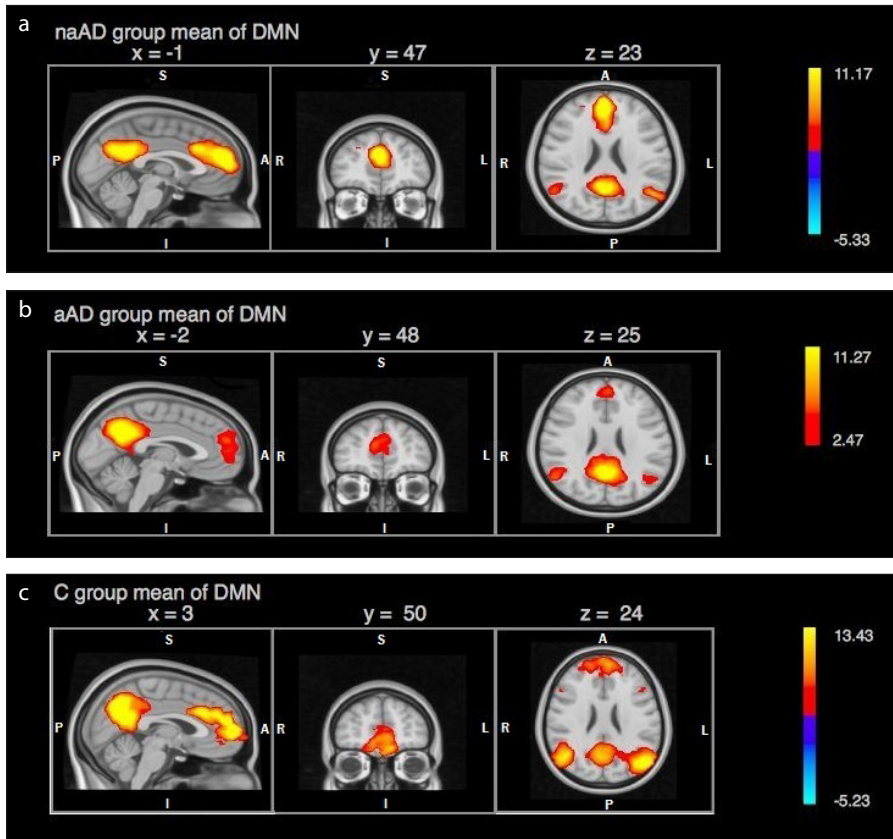 a
naAD group mean of DMN
x = -1 y = 47 z = 23
S S A
11.17
P A R L R L
-5.33
I I P
b
aAD group mean of DMN
x = -2 y = 48 z = 25
S S A
11.27
P A R L R L
2.47
I I P
c
C group mean of DMN
x = 3 y = 50 z = 24
S S A
13.43
P A R L R L
-5.23
I I P